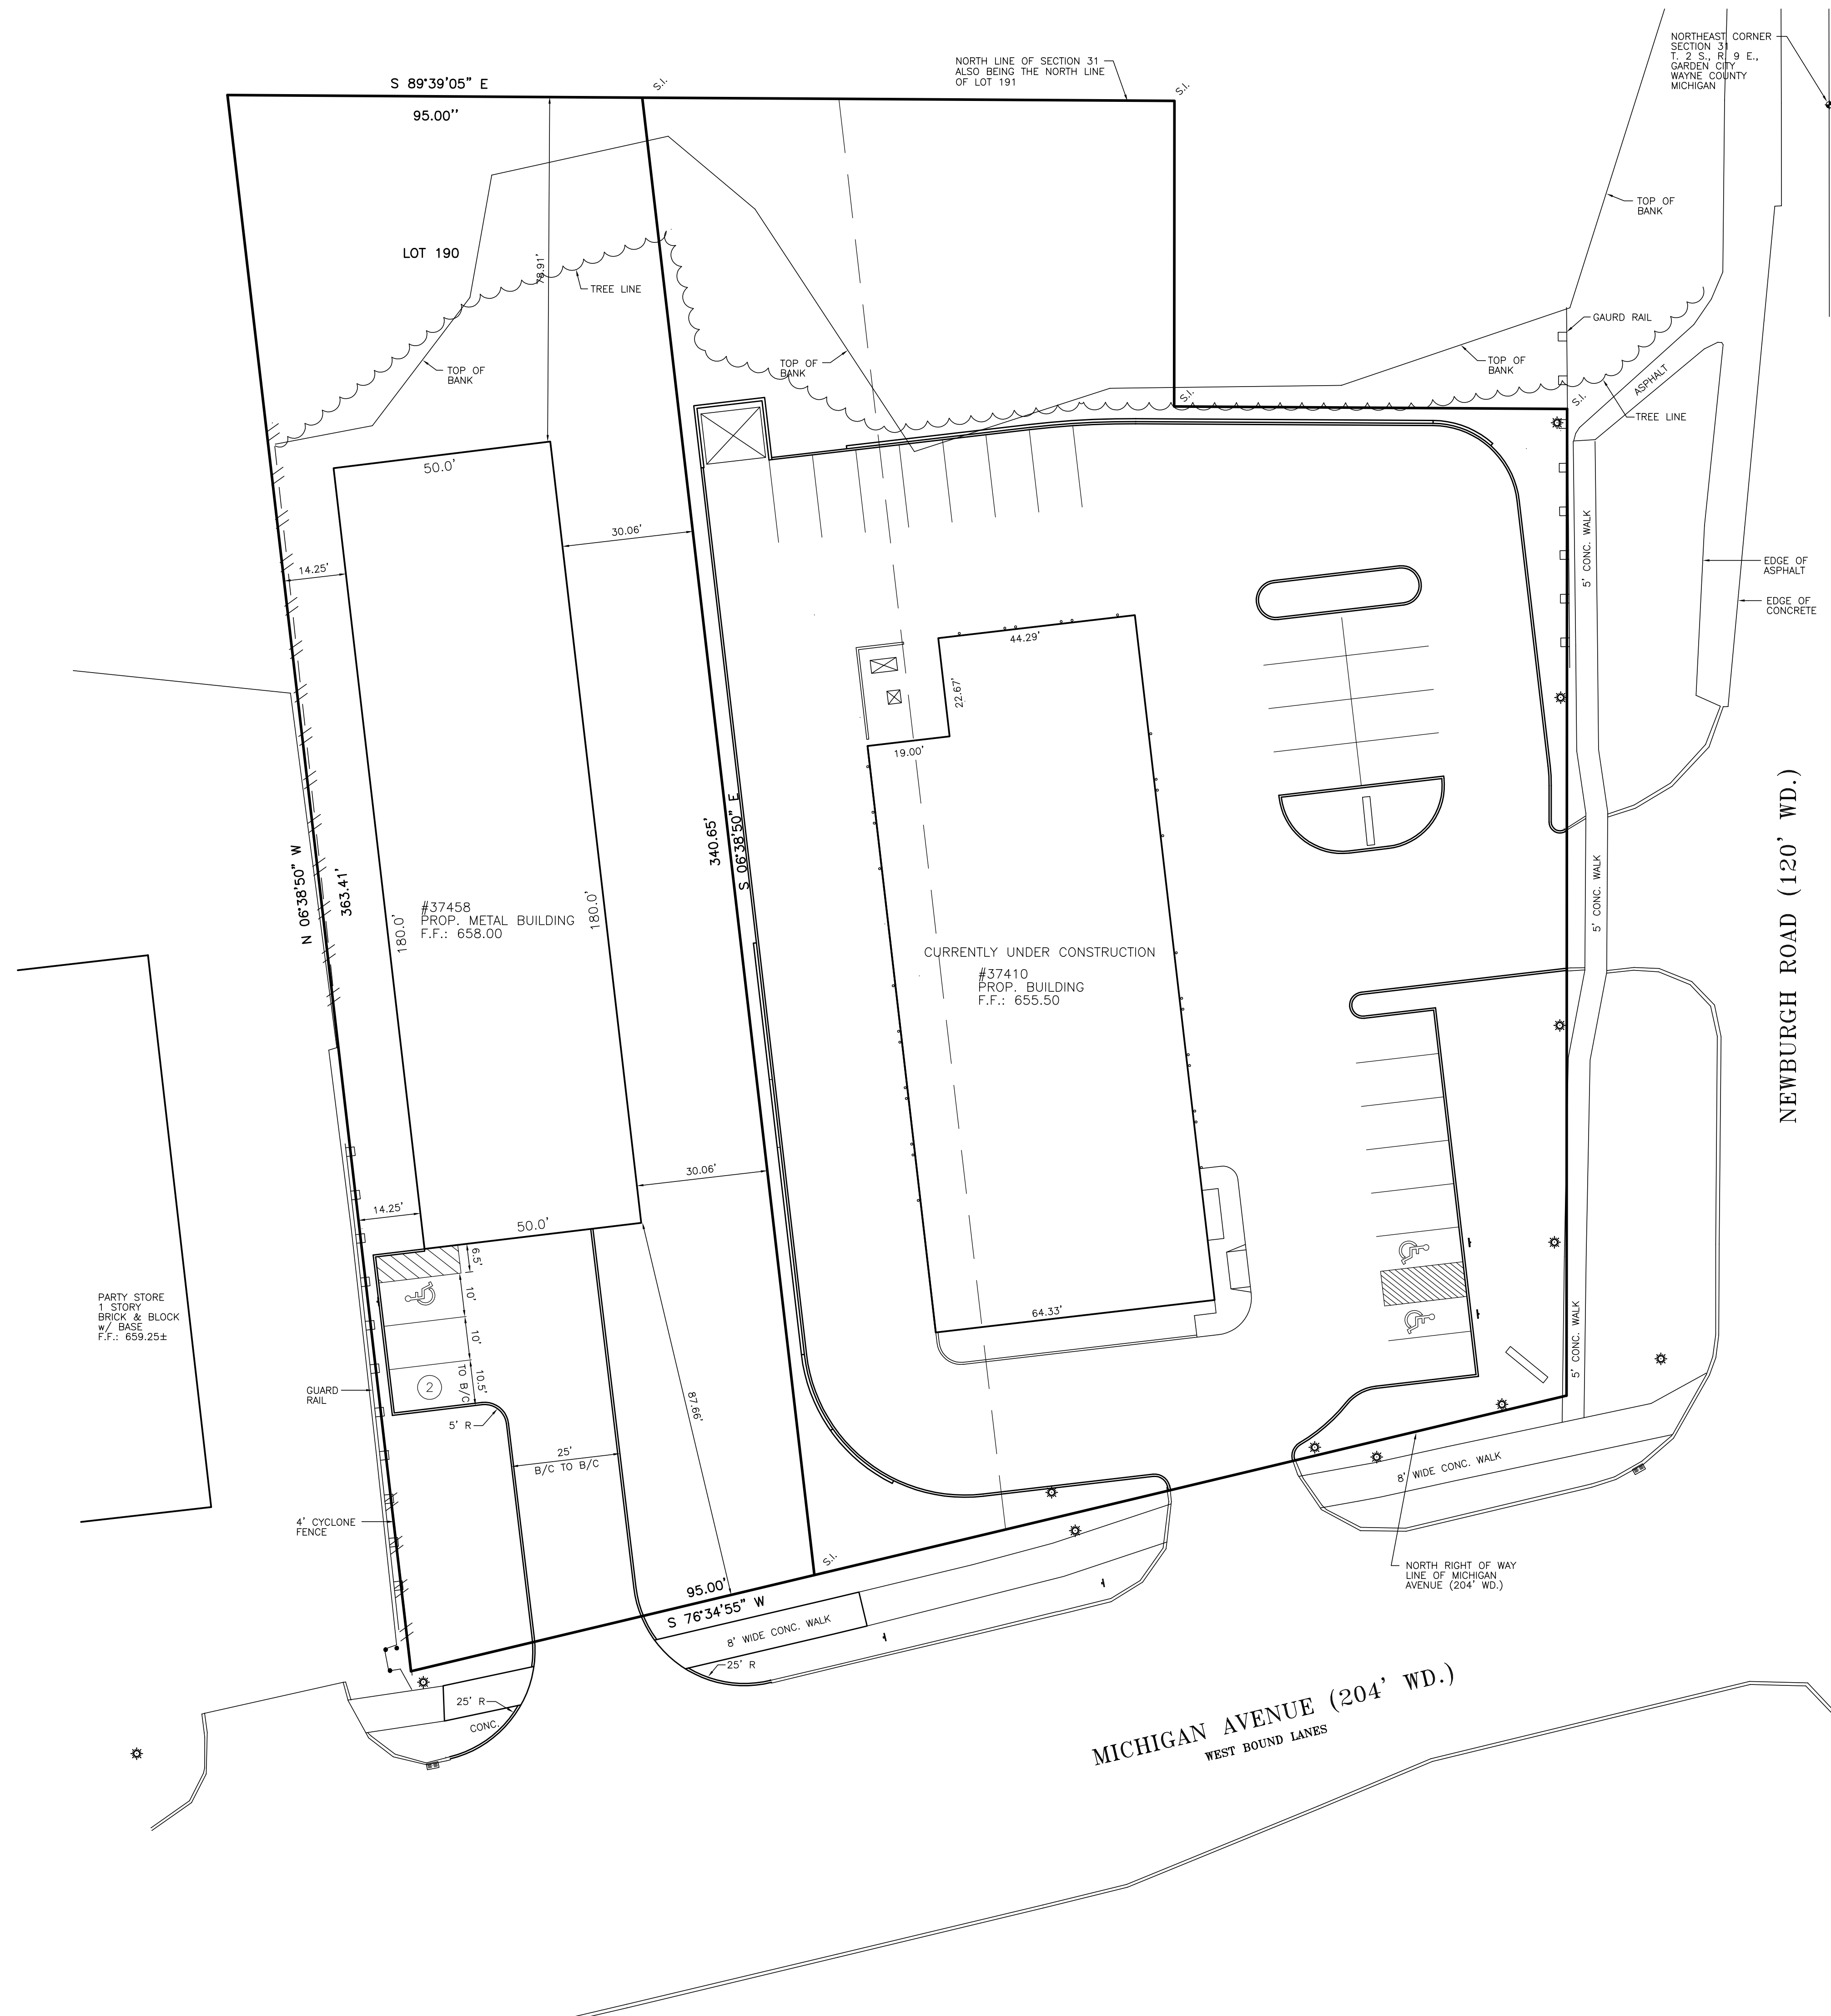 NORTHEAST CORNER
SECTION 31
T. 2 S., R. 9 E.,
GARDEN CITY
WAYNE COUNTY
MICHIGAN
NORTH LINE OF SECTION 31
ALSO BEING THE NORTH LINE
OF LOT 191
S 89°39'05" E
95.00''
S.I.
S.I.
LOT 190
78.91'
TREE LINE
TOP OF
BANK
TOP OF
BANK
TOP OF
BANK
TOP OF
BANK
GAURD RAIL
S.I.
S.I.
ASPHALT
TREE LINE
50.0'
30.06'
14.25'
5' CONC. WALK
EDGE OF
ASPHALT
EDGE OF
CONCRETE
44.29'
22.67'
19.00'
N 06°38'50" W
363.41'
340.65'
S 06°38'50" E
180.0'
#37458
PROP. METAL BUILDING
F.F.: 658.00
180.0'
CURRENTLY UNDER CONSTRUCTION
#37410
PROP. BUILDING
F.F.: 655.50
5' CONC. WALK
NEWBURGH ROAD (120' WD.)
30.06'
14.25'
50.0'
6.5'
10'
10'
10.5'
TO B/C
2
5' R
64.33'
PARTY STORE
1 STORY
BRICK & BLOCK
w/ BASE
F.F.: 659.25±
GUARD
RAIL
87.66'
25'
B/C TO B/C
5' CONC. WALK
8' WIDE CONC. WALK
4' CYCLONE
FENCE
S.I.
NORTH RIGHT OF WAY
LINE OF MICHIGAN
AVENUE (204' WD.)
95.00'
S 76°34'55" W
8' WIDE CONC. WALK
25' R
25' R
CONC.
MICHIGAN AVENUE (204' WD.)
WEST BOUND LANES